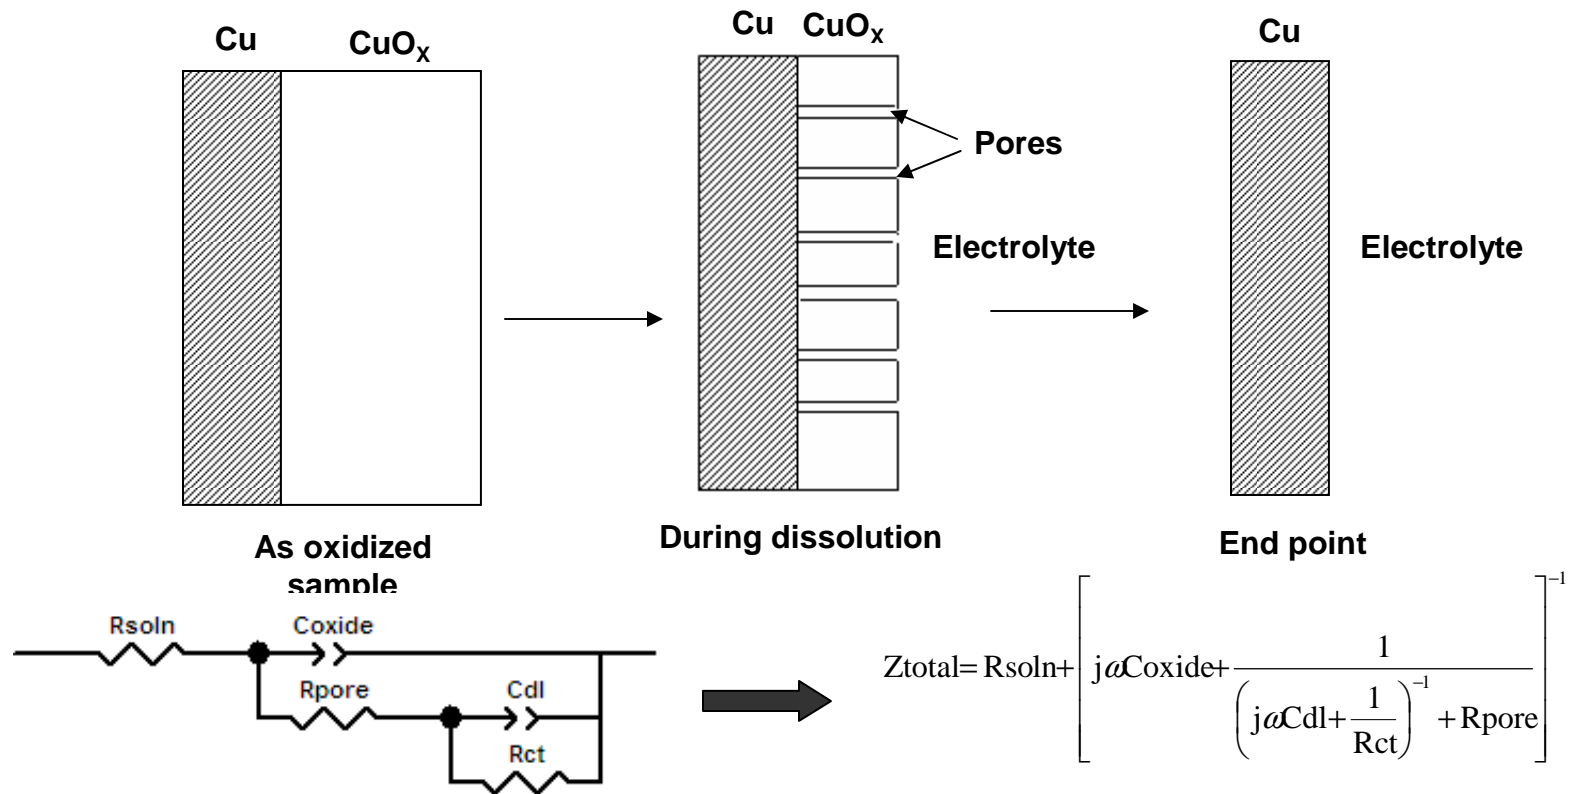 Cu CuOx
Cu CuOx
Cu
Pores
Electrolyte
Electrolyte
As oxidized
sample
During dissolution
End point
Rsoln Coxide
Rpore Cdl
Rct
Ztotal= Rsoln+ [ jωCoxide+ 1 / ( ( jωCdl+ 1/Rct )⁻¹ + Rpore ) ]⁻¹